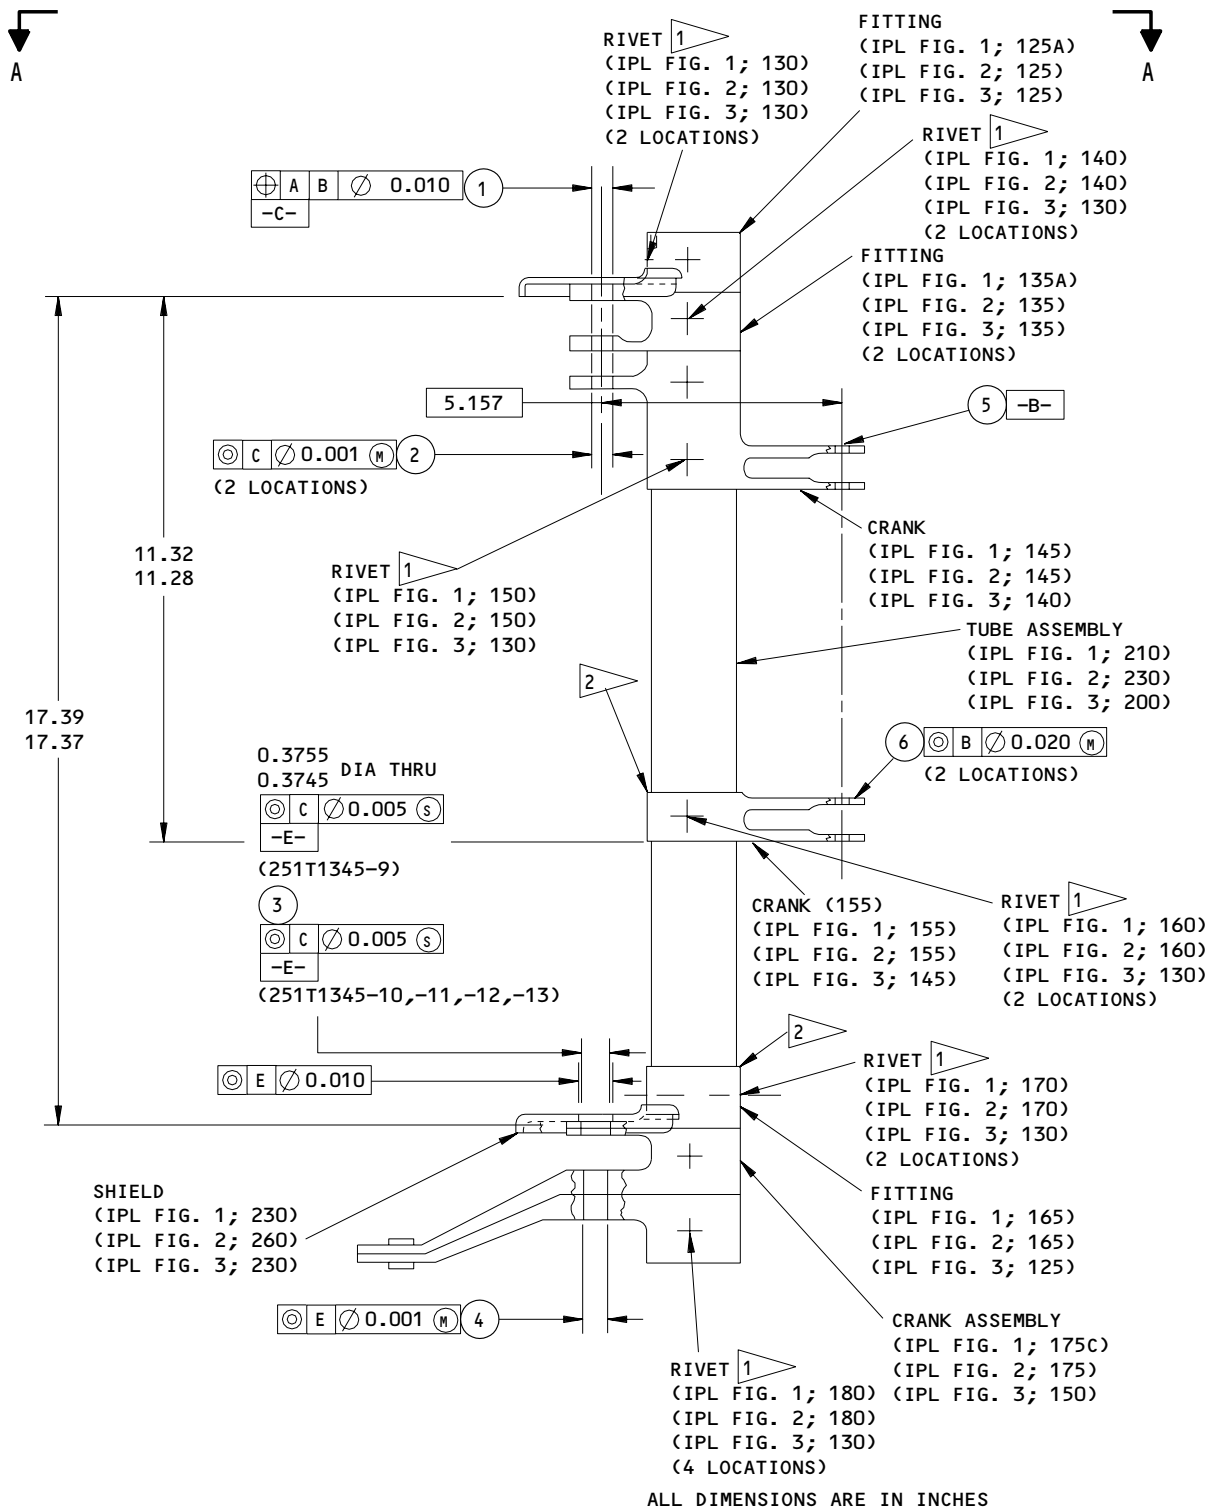 A
A
RIVET 1
(IPL FIG. 1; 130)
(IPL FIG. 2; 130)
(IPL FIG. 3; 130)
(2 LOCATIONS)
FITTING
(IPL FIG. 1; 125A)
(IPL FIG. 2; 125)
(IPL FIG. 3; 125)
RIVET 1
(IPL FIG. 1; 140)
(IPL FIG. 2; 140)
(IPL FIG. 3; 130)
(2 LOCATIONS)
A B ∅ 0.010 1
-C-
FITTING
(IPL FIG. 1; 135A)
(IPL FIG. 2; 135)
(IPL FIG. 3; 135)
(2 LOCATIONS)
5.157
5 -B-
C ∅ 0.001 M 2
(2 LOCATIONS)
11.32
11.28
RIVET 1
(IPL FIG. 1; 150)
(IPL FIG. 2; 150)
(IPL FIG. 3; 130)
CRANK
(IPL FIG. 1; 145)
(IPL FIG. 2; 145)
(IPL FIG. 3; 140)
TUBE ASSEMBLY
(IPL FIG. 1; 210)
(IPL FIG. 2; 230)
(IPL FIG. 3; 200)
2
17.39
17.37
6 B ∅ 0.020 M
(2 LOCATIONS)
0.3755
0.3745 DIA THRU
C ∅ 0.005 S
-E-
(251T1345-9)
3
C ∅ 0.005 S
-E-
(251T1345-10,-11,-12,-13)
CRANK (155)
(IPL FIG. 1; 155)
(IPL FIG. 2; 155)
(IPL FIG. 3; 145)
RIVET 1
(IPL FIG. 1; 160)
(IPL FIG. 2; 160)
(IPL FIG. 3; 130)
(2 LOCATIONS)
2
E ∅ 0.010
RIVET 1
(IPL FIG. 1; 170)
(IPL FIG. 2; 170)
(IPL FIG. 3; 130)
(2 LOCATIONS)
SHIELD
(IPL FIG. 1; 230)
(IPL FIG. 2; 260)
(IPL FIG. 3; 230)
FITTING
(IPL FIG. 1; 165)
(IPL FIG. 2; 165)
(IPL FIG. 3; 125)
E ∅ 0.001 M 4
CRANK ASSEMBLY
(IPL FIG. 1; 175C)
(IPL FIG. 2; 175)
(IPL FIG. 3; 150)
RIVET 1
(IPL FIG. 1; 180)
(IPL FIG. 2; 180)
(IPL FIG. 3; 130)
(4 LOCATIONS)
ALL DIMENSIONS ARE IN INCHES